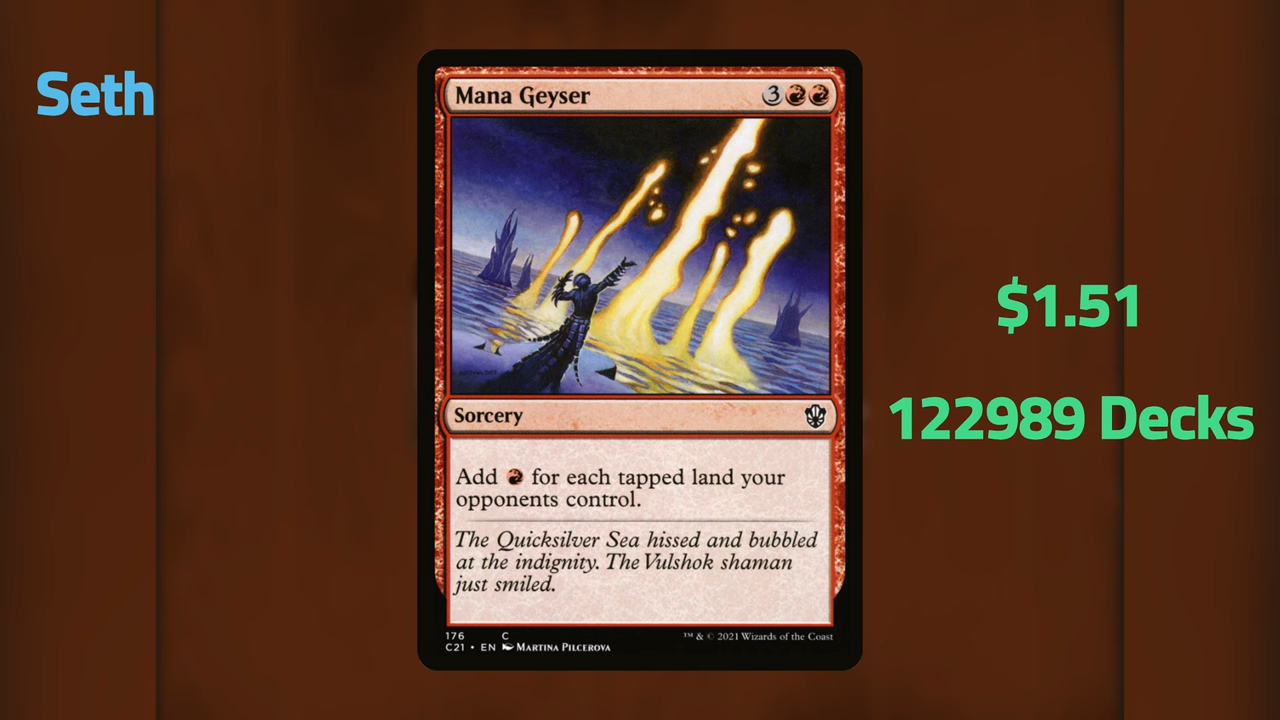 Seth
Mana Geyser
3
Sorcery
Add for each tapped land your
opponents control.
The Quicksilver Sea hissed and bubbled
at the indignity. The Vulshok shaman
just smiled.
176 C
C21 • EN MARTINA PILCEROVA
™ & © 2021 Wizards of the Coast
$1.51
122989 Decks